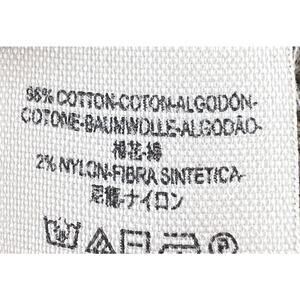 98% COTTON-COTON-ALGODÓN-
COTONE-BAUMWOLLE-ALGODÃO-
棉花-綿
2% NYLON-FIBRA SINTÉTICA-
尼龍-ナイロン